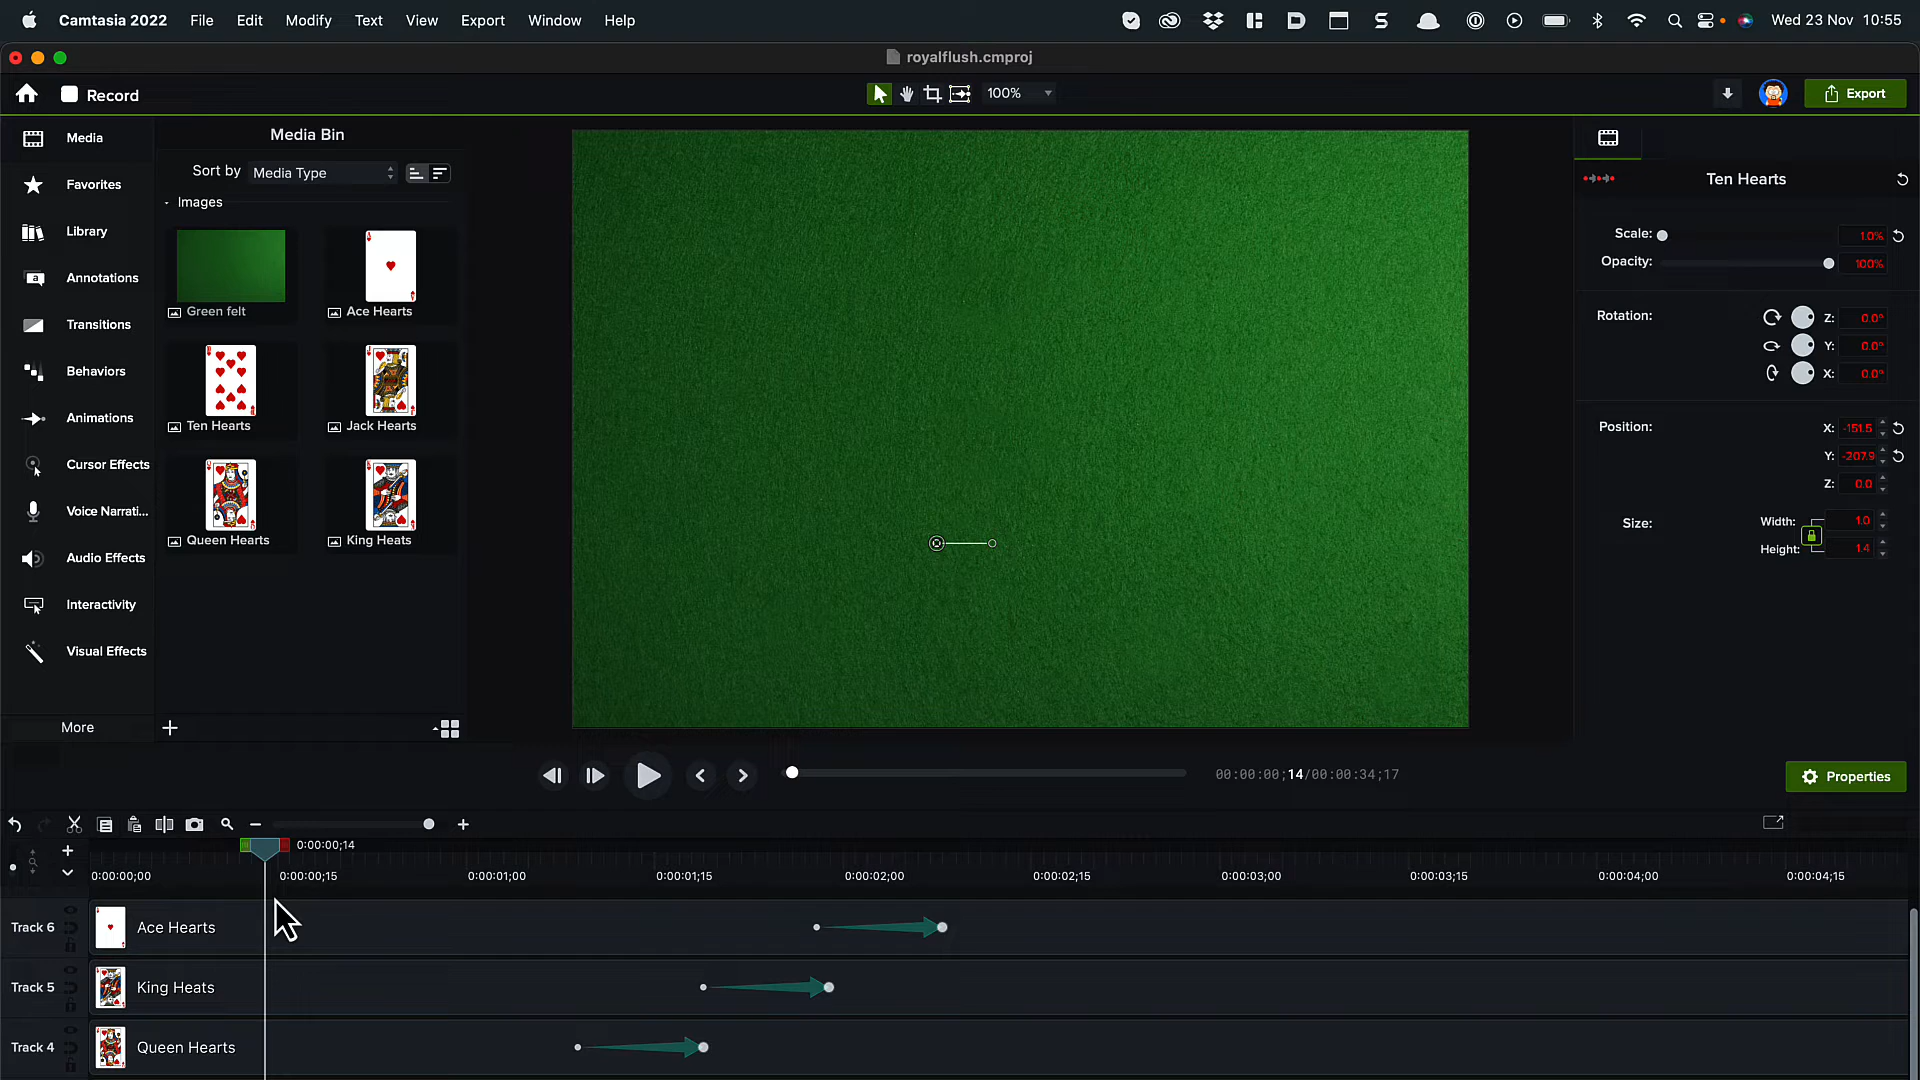 Camtasia 2022 File Edit Modify Text View Export Window Help Wed 23 Nov 10:55
royalflush.cmproj
Record 100% Export
Media
Favorites
Library
Annotations
Transitions
Behaviors
Animations
Cursor Effects
Voice Narrati...
Audio Effects
Interactivity
Visual Effects
More
Media Bin
Sort by Media Type
Images
Green felt Ace Hearts
Ten Hearts Jack Hearts
Queen Hearts King Heats
Ten Hearts
Scale: 1.0%
Opacity: 100%
Rotation: Z: 0.0°
Y: 0.0°
X: 0.0°
Position: X: -151.5
Y: -207.9
Z: 0.0
Size: Width: 1.0
Height: 1.4
00:00:00;14/00:00:34;17
Properties
0:00:00;14
0:00:00;00 0:00:00;15 0:00:01;00 0:00:01;15 0:00:02;00 0:00:02;15 0:00:03;00 0:00:03;15 0:00:04;00 0:00:04;15
Track 6 Ace Hearts
Track 5 King Heats
Track 4 Queen Hearts